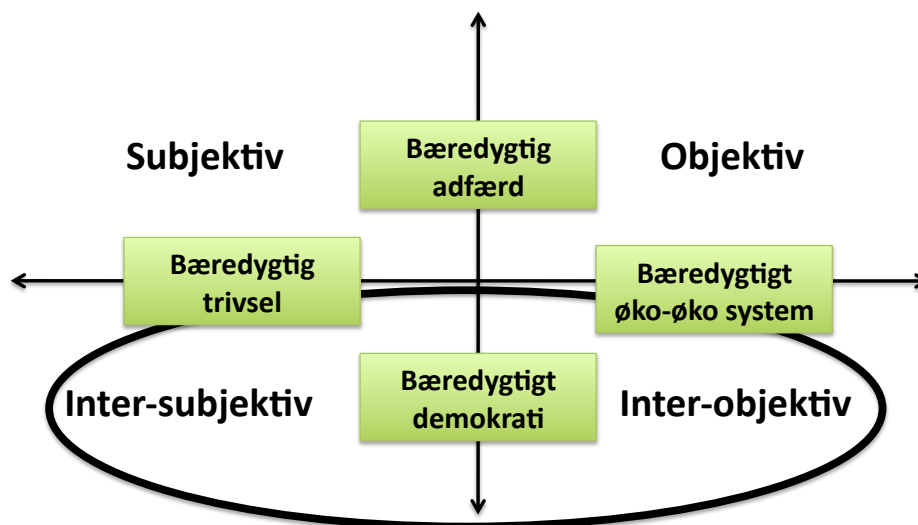 Subjektiv
Bæredygtig
adfærd
Objektiv
Bæredygtig
trivsel
Bæredygtigt
øko-øko system
Inter-subjektiv
Bæredygtigt
demokrati
Inter-objektiv